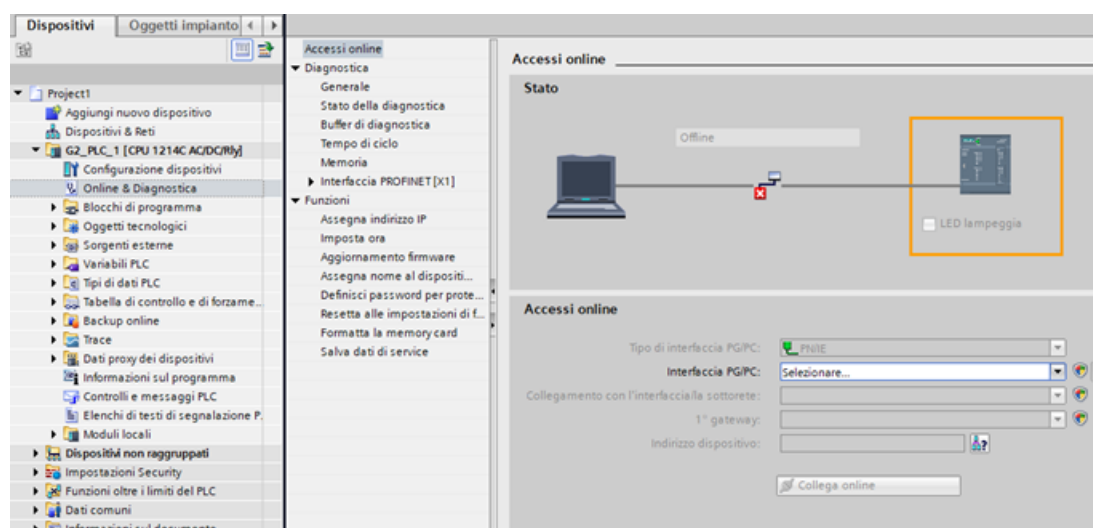 Dispositivi
Oggetti impianto
Project1
Aggiungi nuovo dispositivo
Dispositivi & Reti
G2_PLC_1 [CPU 1214C AC/DC/Rly]
Configurazione dispositivi
Online & Diagnostica
Blocchi di programma
Oggetti tecnologici
Sorgenti esterne
Variabili PLC
Tipi di dati PLC
Tabella di controllo e di forzame...
Backup online
Trace
Dati proxy dei dispositivi
Informazioni sul programma
Controlli e messaggi PLC
Elenchi di testi di segnalazione P.
Moduli locali
Dispositivi non raggruppati
Impostazioni Security
Funzioni oltre i limiti del PLC
Dati comuni
Informazioni sul documento
Accessi online
Diagnostica
Generale
Stato della diagnostica
Buffer di diagnostica
Tempo di ciclo
Memoria
Interfaccia PROFINET [X1]
Funzioni
Assegna indirizzo IP
Imposta ora
Aggiornamento firmware
Assegna nome al dispositi...
Definisci password per prote...
Resetta alle impostazioni di f...
Formatta la memory card
Salva dati di service
Accessi online
Stato
Offline
LED lampeggia
Accessi online
Tipo di interfaccia PG/PC: PN/IE
Interfaccia PG/PC: Selezionare...
Collegamento con l'interfaccia/la sottorete:
1° gateway:
Indirizzo dispositivo:
Collega online